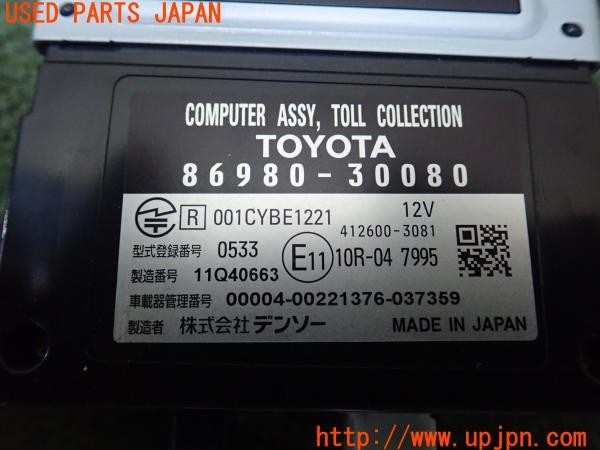 USED PARTS JAPAN
COMPUTER ASSY, TOLL COLLECTION
TOYOTA
86980-30080
R 001CYBE1221 12V
412600-3081
型式登録番号 0533 E11 10R-04 7995
製造番号 11Q40663
車載器管理番号 00004-00221376-037359
製造者 株式会社デンソー MADE IN JAPAN
UPJ http://www.upjpn.com